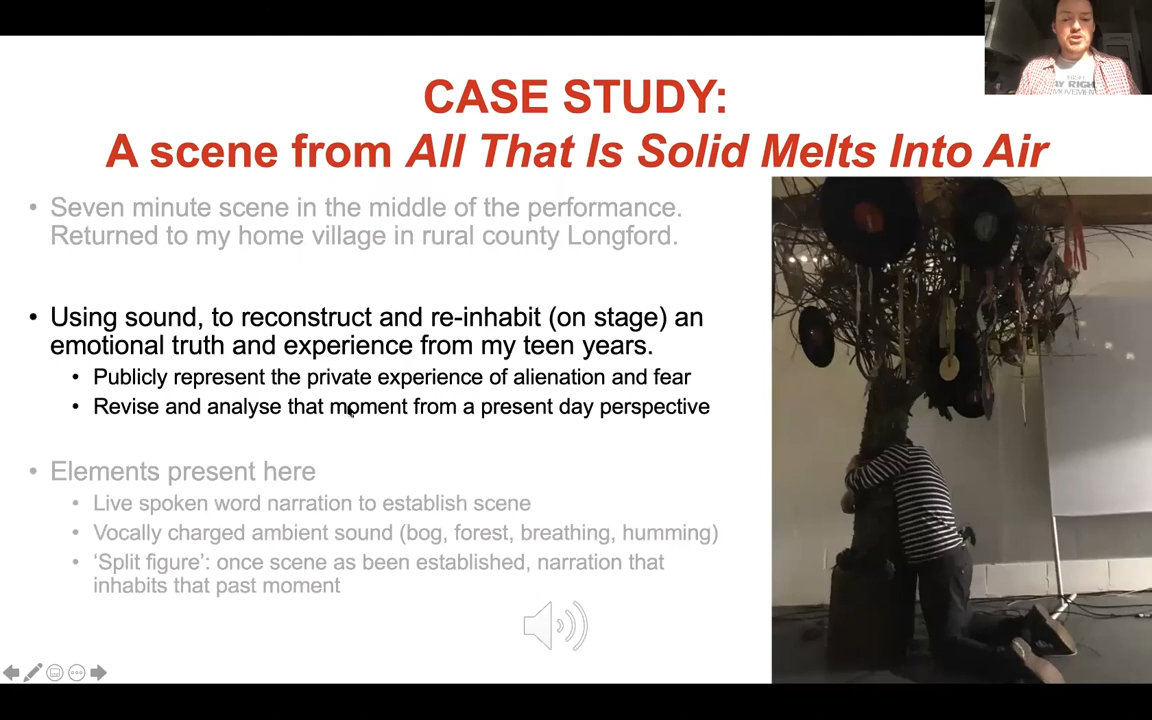 CASE STUDY:
A scene from All That Is Solid Melts Into Air
• Seven minute scene in the middle of the performance.
Returned to my home village in rural county Longford.
• Using sound, to reconstruct and re-inhabit (on stage) an
emotional truth and experience from my teen years.
• Publicly represent the private experience of alienation and fear
• Revise and analyse that moment from a present day perspective
• Elements present here
• Live spoken word narration to establish scene
• Vocally charged ambient sound (bog, forest, breathing, humming)
• ‘Split figure’: once scene as been established, narration that
inhabits that past moment
IRISH
AY RIGH
MOVEMEN